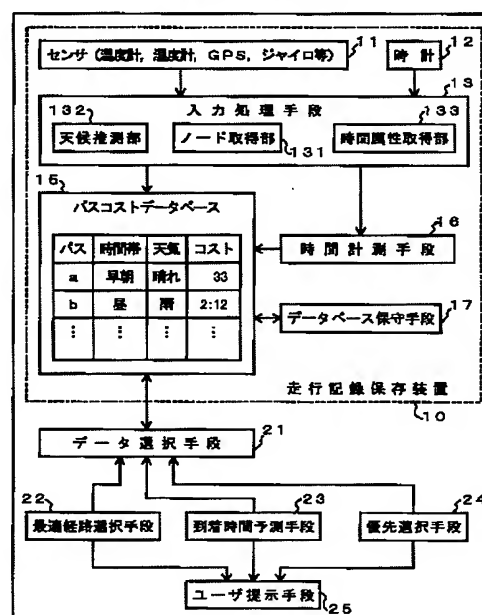 11
12
センサ(温度計,湿度計,GPS,ジャイロ等)
時計
13
入力処理手段
132
133
天候推測部
ノード取得部
時間属性取得部
131
15
パスコストデータベース
16
パス 時間帯 天気 コスト
時間計測手段
a 早朝 晴れ 33
b 昼 雨 2:12
17
⋮ ⋮ ⋮ ⋮
データベース保守手段
走行記録保存装置
10
データ選択手段
21
22
23
24
最適経路選択手段
到着時間予測手段
優先選択手段
ユーザ提示手段
25